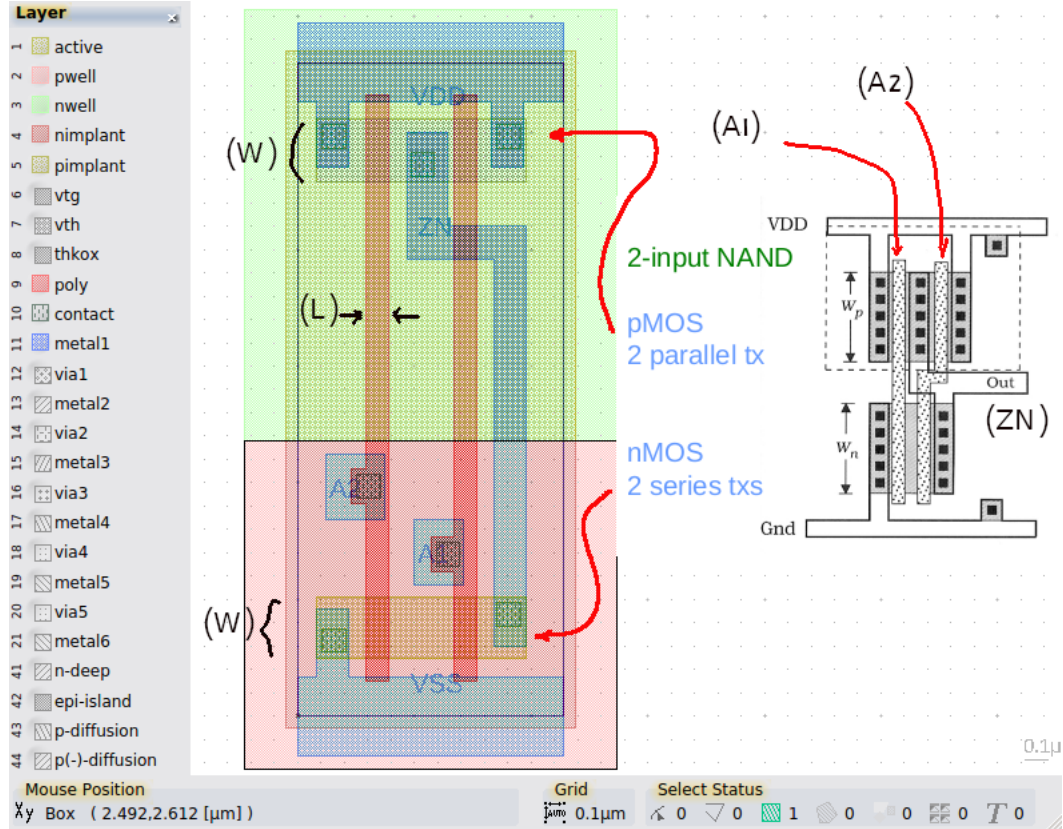 Layer
1 active
2 pwell
3 nwell
4 nimplant
5 pimplant
6 vtg
7 vth
8 thkox
9 poly
10 contact
11 metal1
12 via1
13 metal2
14 via2
15 metal3
16 via3
17 metal4
18 via4
19 metal5
20 via5
21 metal6
41 n-deep
42 epi-island
43 p-diffusion
44 p(-)-diffusion
VDD
(W)
ZN
(L)
A2
A1
(W)
VSS
2-input NAND
pMOS
2 parallel tx
nMOS
2 series txs
(A2)
(A1)
VDD
Wp
Out
(ZN)
Wn
Gnd
0.1μ
Mouse Position
Xy Box ( 2.492,2.612 [μm] )
Grid
AUTO 0.1μm
Select Status
0 0 1 0 0 0 0